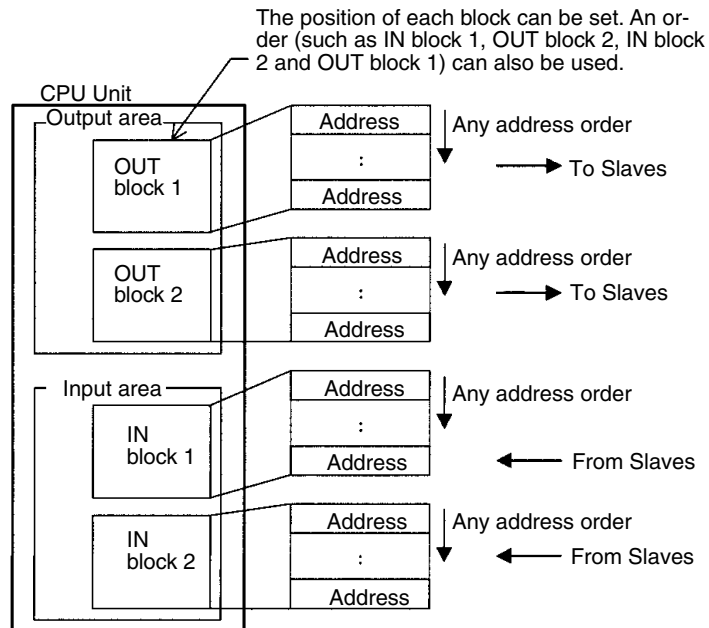 The position of each block can be set. An or-
der (such as IN block 1, OUT block 2, IN block
2 and OUT block 1) can also be used.
CPU Unit
Output area
OUT
block 1
Address
:
Address
Any address order
To Slaves
OUT
block 2
Address
:
Address
Any address order
To Slaves
Input area
IN
block 1
Address
:
Address
Any address order
From Slaves
IN
block 2
Address
:
Address
Any address order
From Slaves